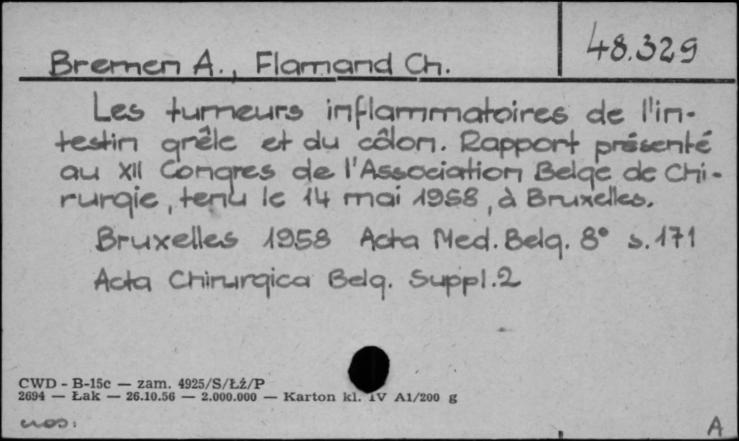 48.329
Bremen A., Flamand Ch.
Les tumeurs inflammatoires de l'in-
testin grêle et du côlon. Rapport présenté
au XII Congres de l'Association Belge de Chi-
rurgie, tenu le 14 mai 1958, à Bruxelles.
Bruxelles 1958 Acta Med. Belg. 8° s. 171
Acta Chirurgica Belg. Suppl. 2
CWD - B-15c — zam. 4925/S/Łż/P
2694 — Łak — 26.10.56 — 2.000.000 — Karton kl. IV A1/200 g
A